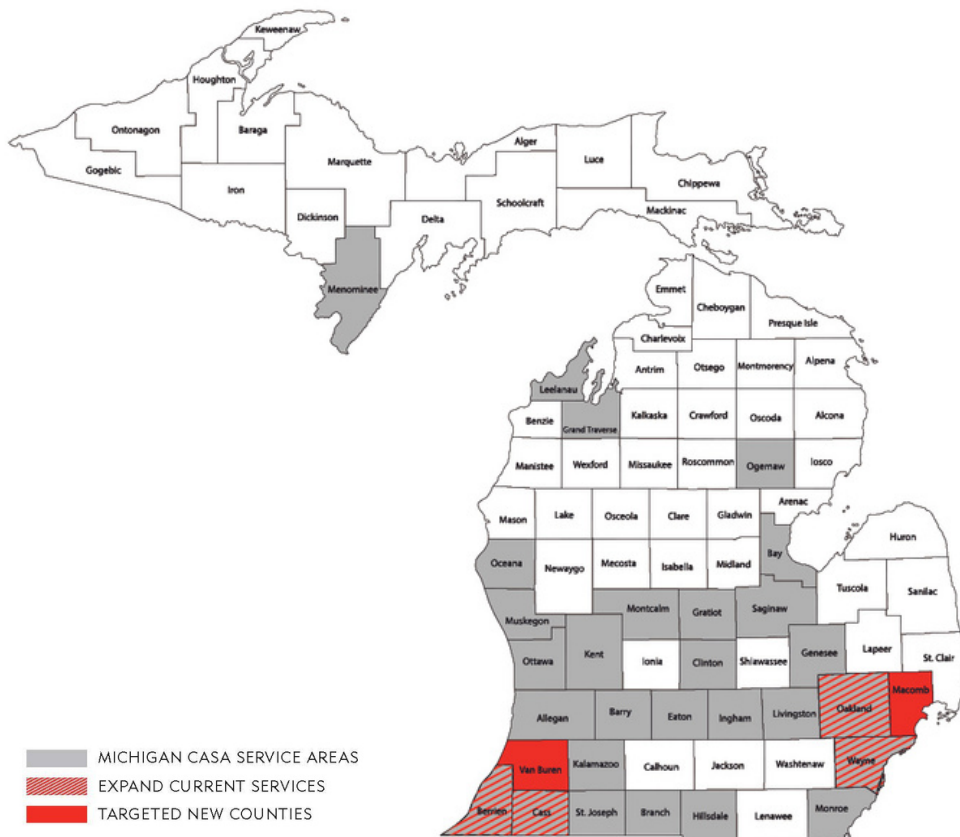 Keweenaw
Houghton
Ontonagon
Baraga
Gogebic
Marquette
Alger
Luce
Chippewa
Iron
Dickinson
Delta
Schoolcraft
Mackinac
Menominee
Emmet
Cheboygan
Presque Isle
Charlevoix
Antrim
Otsego
Montmorency
Alpena
Leelanau
Benzie
Grand Traverse
Kalkaska
Crawford
Oscoda
Alcona
Manistee
Wexford
Missaukee
Roscommon
Ogemaw
Iosco
Mason
Lake
Osceola
Clare
Gladwin
Arenac
Huron
Oceana
Newaygo
Mecosta
Isabella
Midland
Bay
Tuscola
Sanilac
Muskegon
Montcalm
Gratiot
Saginaw
Ottawa
Kent
Ionia
Clinton
Shiawassee
Genesee
Lapeer
St. Clair
Allegan
Barry
Eaton
Ingham
Livingston
Oakland
Macomb
Van Buren
Kalamazoo
Calhoun
Jackson
Washtenaw
Wayne
Berrien
Cass
St. Joseph
Branch
Hillsdale
Lenawee
Monroe
MICHIGAN CASA SERVICE AREAS
EXPAND CURRENT SERVICES
TARGETED NEW COUNTIES